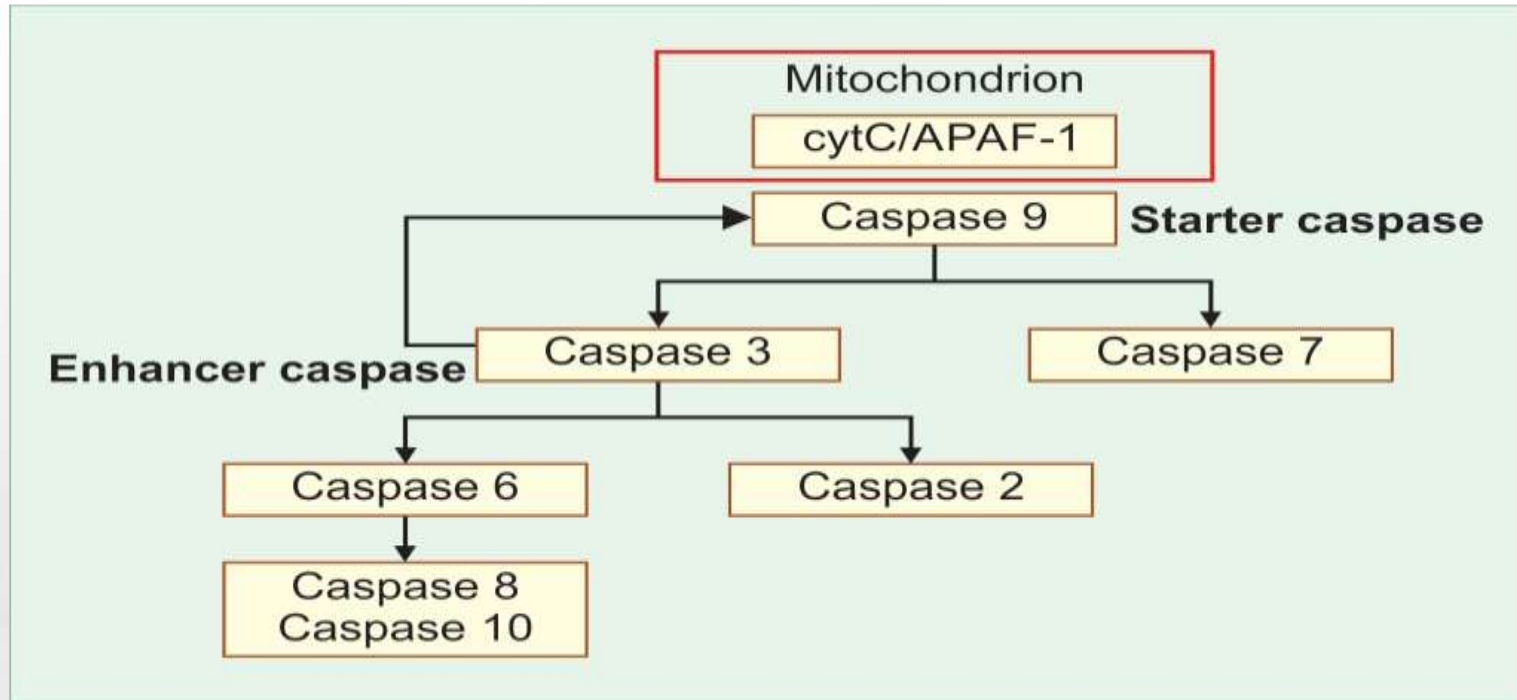 Mitochondrion
cytC/APAF-1
Caspase 9
Starter caspase
Caspase 3
Caspase 7
Enhancer caspase
Caspase 6
Caspase 2
Caspase 8
Caspase 10